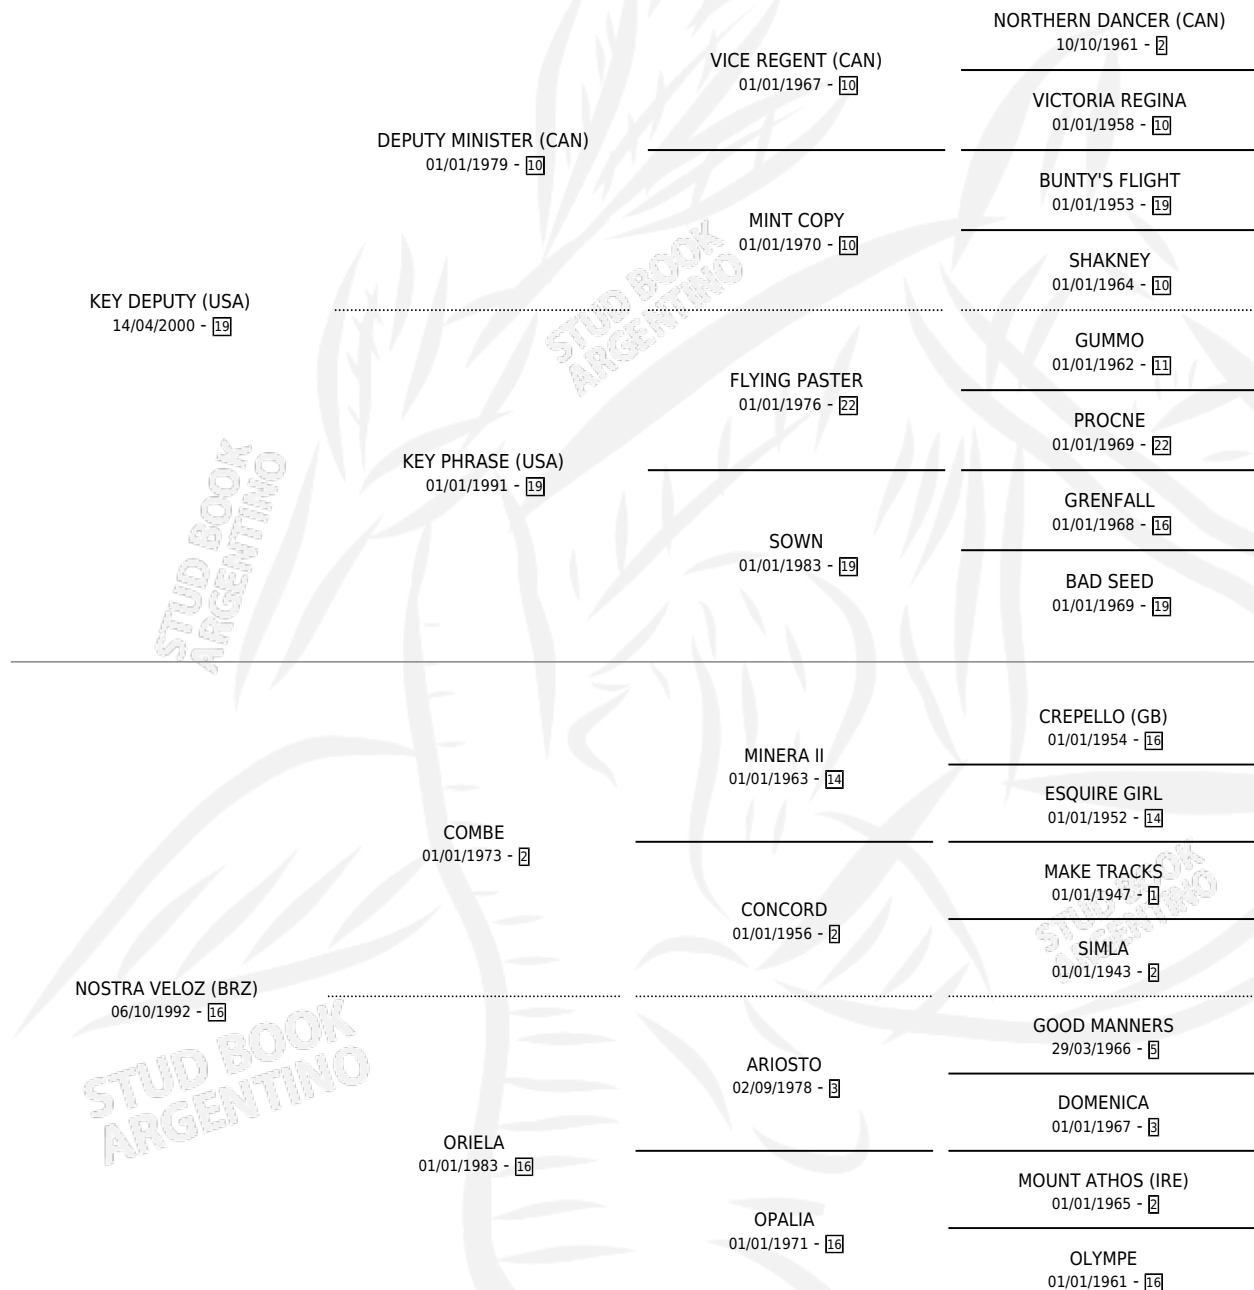 NORTHERN DANCER (CAN)
10/10/1961 - 2
VICE REGENT (CAN)
01/01/1967 - 10
VICTORIA REGINA
01/01/1958 - 10
DEPUTY MINISTER (CAN)
01/01/1979 - 10
BUNTY'S FLIGHT
01/01/1953 - 19
MINT COPY
01/01/1970 - 10
SHAKNEY
01/01/1964 - 10
KEY DEPUTY (USA)
14/04/2000 - 19
GUMMO
01/01/1962 - 11
FLYING PASTER
01/01/1976 - 22
PROCNE
01/01/1969 - 22
KEY PHRASE (USA)
01/01/1991 - 19
GRENFALL
01/01/1968 - 16
SOWN
01/01/1983 - 19
BAD SEED
01/01/1969 - 19
STUD BOOK
ARGENTINO
STUD BOOK
ARGENTINO
CREPELLO (GB)
01/01/1954 - 16
MINERA II
01/01/1963 - 14
ESQUIRE GIRL
01/01/1952 - 14
COMBE
01/01/1973 - 2
MAKE TRACKS
01/01/1947 - 1
CONCORD
01/01/1956 - 2
SIMLA
01/01/1943 - 2
STUD BOOK
ARGENTINO
NOSTRA VELOZ (BRZ)
06/10/1992 - 16
GOOD MANNERS
29/03/1966 - 5
ARIOSTO
02/09/1978 - 3
DOMENICA
01/01/1967 - 3
STUD BOOK
ARGENTINO
ORIELA
01/01/1983 - 16
MOUNT ATHOS (IRE)
01/01/1965 - 2
OPALIA
01/01/1971 - 16
OLYMPE
01/01/1961 - 16